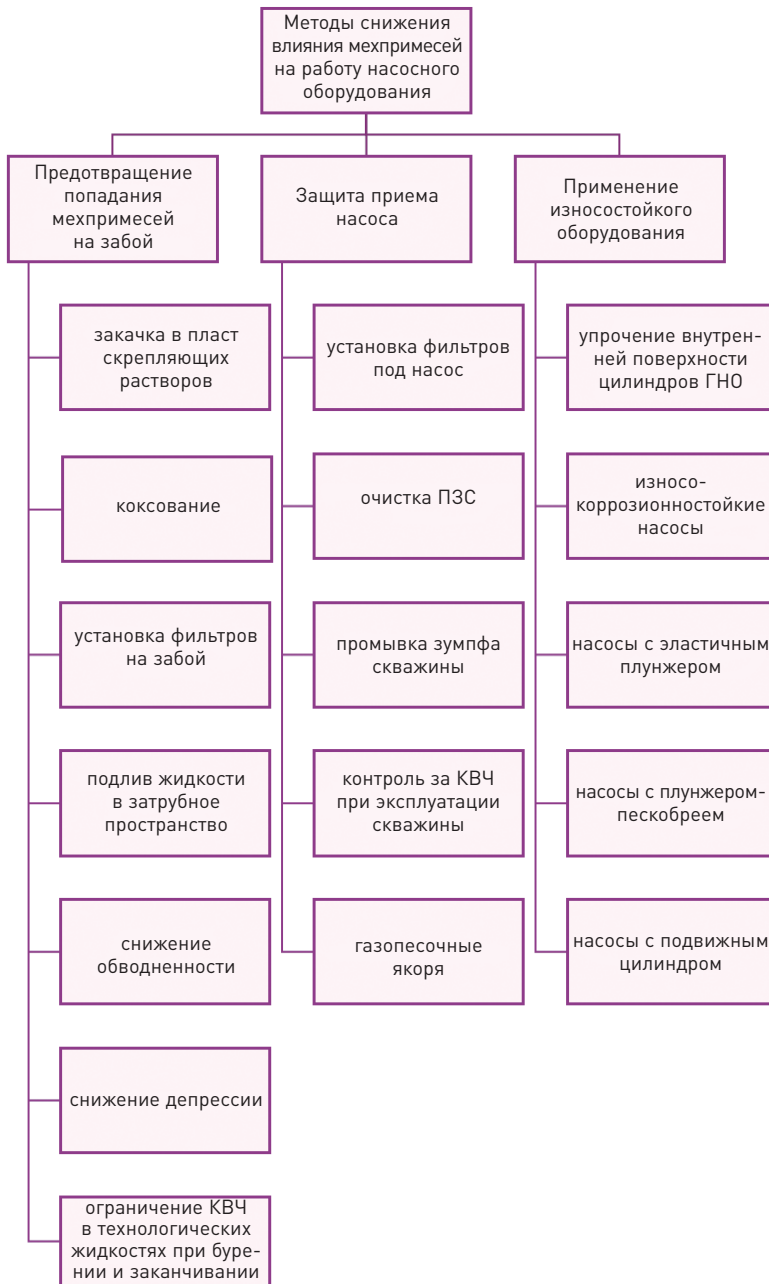 Методы снижения
влияния мехпримесей
на работу насосного
оборудования
Предотвращение
попадания
мехпримесей
на забой
Защита приема
насоса
Применение
износостойкого
оборудования
закачка в пласт
скрепляющих
растворов
коксование
установка фильтров
на забой
подлив жидкости
в затрубное
пространство
снижение
обводненности
снижение депрессии
ограничение КВЧ
в технологических
жидкостях при буре-
нии и заканчивании
установка фильтров
под насос
очистка ПЗС
промывка зумпфа
скважины
контроль за КВЧ
при эксплуатации
скважины
газопесочные
якоря
упрочение внутрен-
ней поверхности
цилиндров ГНО
износо-
коррозионностойкие
насосы
насосы с эластичным
плунжером
насосы с плунжером-
пескобреем
насосы с подвижным
цилиндром